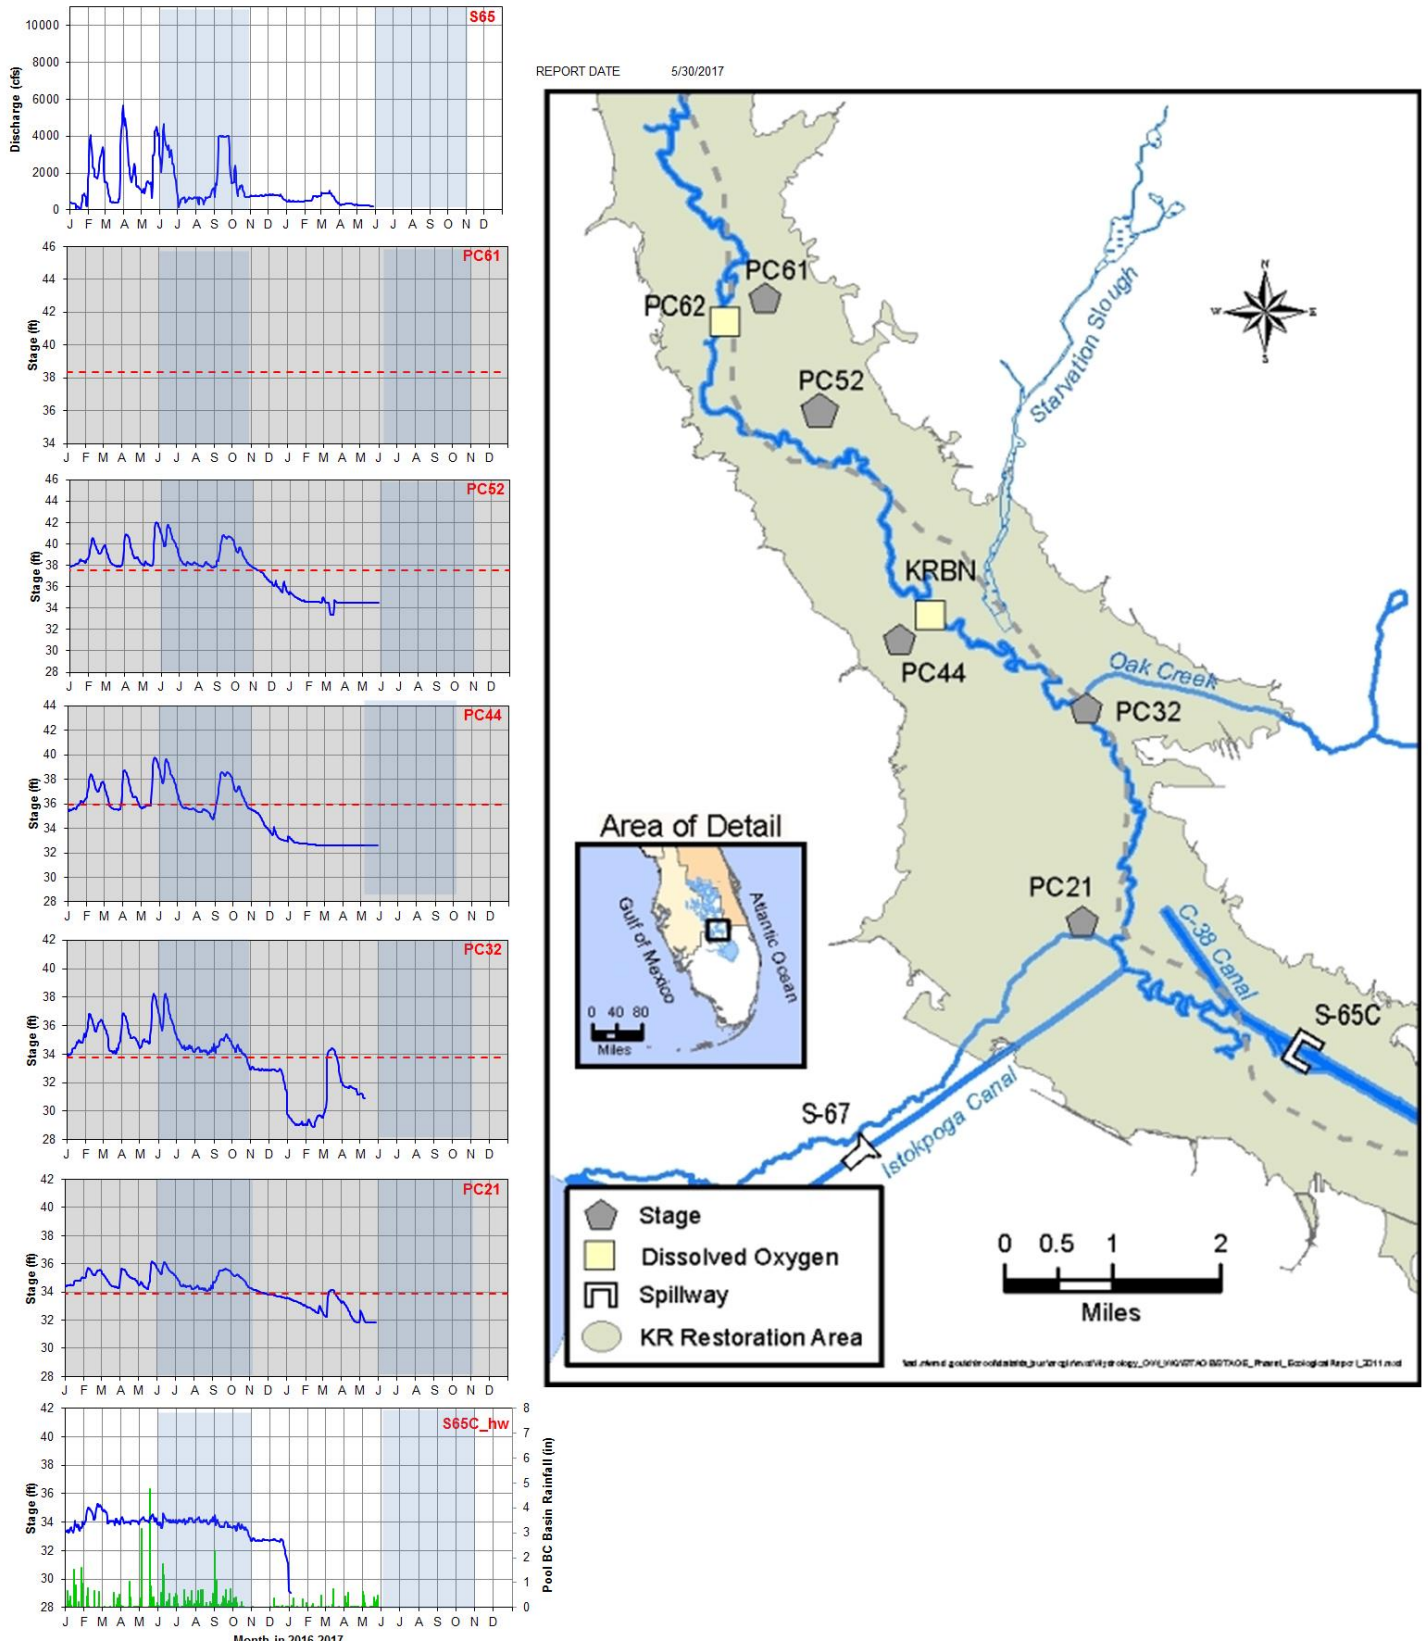 S65
10000
8000
6000
4000
2000
0
Discharge (cfs)
J F M A M J J A S O N D J F M A M J J A S O N D
PC61
46
44
42
40
38
36
34
Stage (ft)
J F M A M J J A S O N D J F M A M J J A S O N D
PC52
46
44
42
40
38
36
34
32
30
28
Stage (ft)
J F M A M J J A S O N D J F M A M J J A S O N D
PC44
44
42
40
38
36
34
32
30
28
Stage (ft)
J F M A M J J A S O N D J F M A M J J A S O N D
PC32
42
40
38
36
34
32
30
28
Stage (ft)
J F M A M J J A S O N D J F M A M J J A S O N D
PC21
42
40
38
36
34
32
30
28
Stage (ft)
J F M A M J J A S O N D J F M A M J J A S O N D
S65C_hw
42
40
38
36
34
32
30
28
Stage (ft)
8
7
6
5
4
3
2
1
0
Pool BC Basin Rainfall (in)
J F M A M J J A S O N D J F M A M J J A S O N D
Month in 2016-2017
REPORT DATE 5/30/2017
PC61
PC62
PC52
Starvation Slough
N
W E
S
KRBN
PC44
Oak Creek
PC32
PC21
C-38 Canal
S-65C
S-67
Istokpoga Canal
Area of Detail
Gulf of Mexico
Atlantic Ocean
0 40 80
Miles
Stage
Dissolved Oxygen
Spillway
KR Restoration Area
0 0.5 1 2
Miles